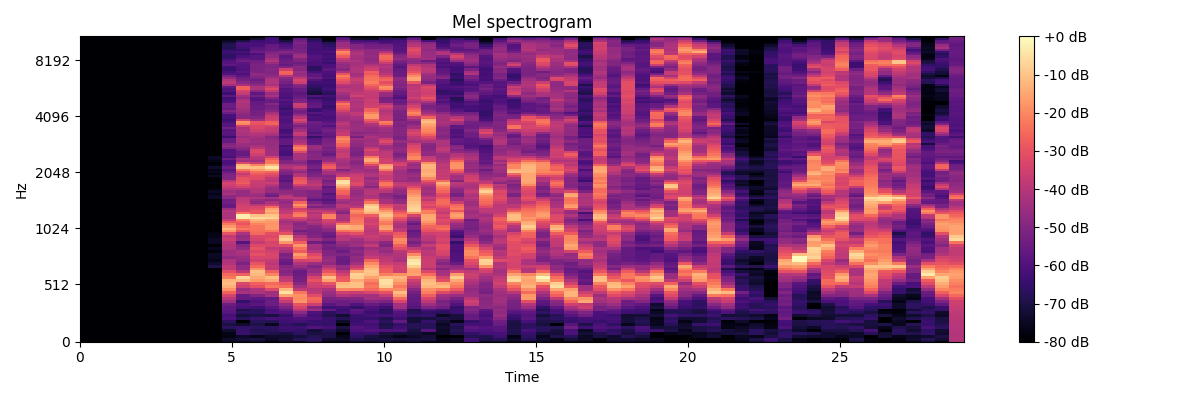 Mel spectrogram
8192
4096
2048
1024
512
0
Hz
0 5 10 15 20 25
Time
+0 dB
-10 dB
-20 dB
-30 dB
-40 dB
-50 dB
-60 dB
-70 dB
-80 dB